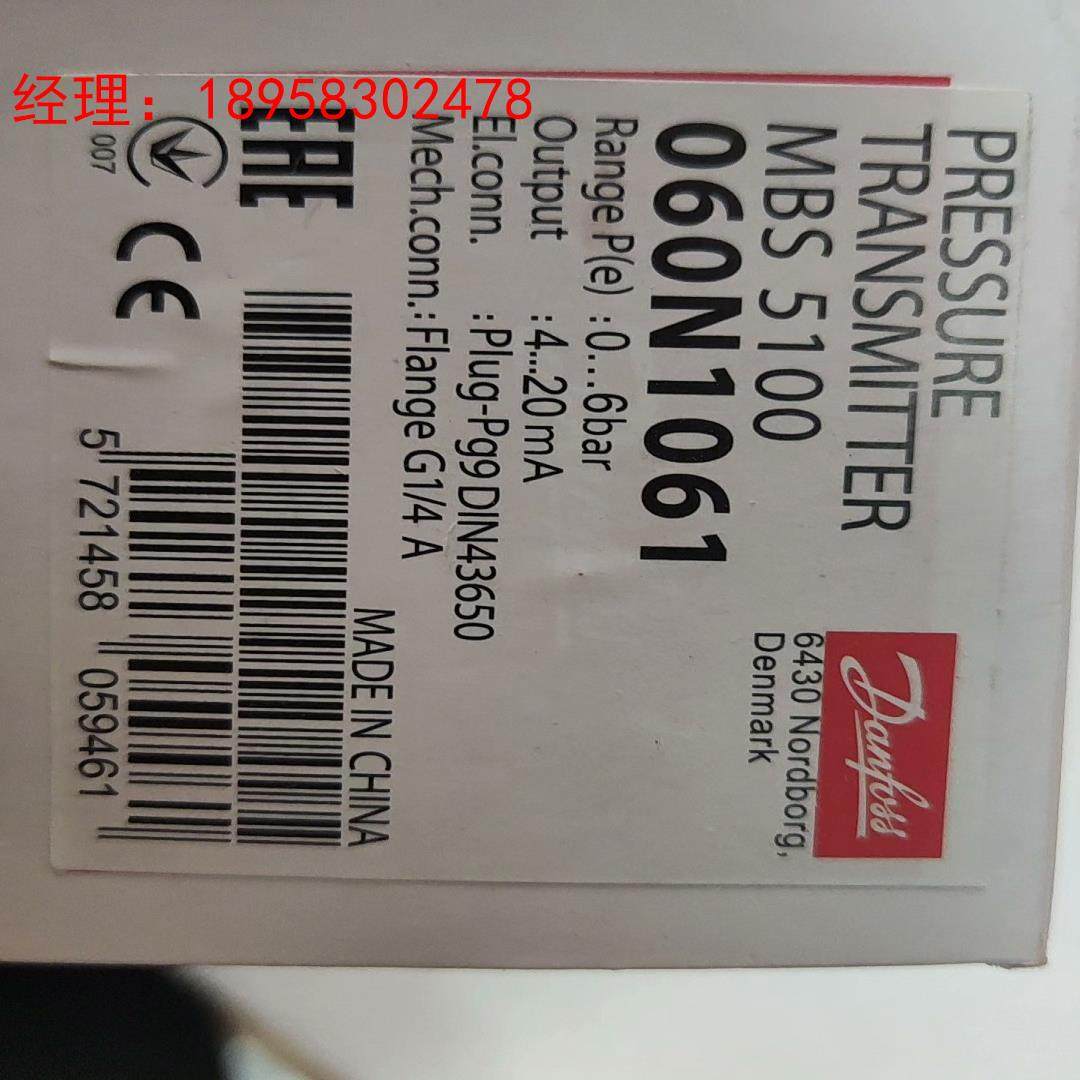 经理：18958302478
PRESSURE
TRANSMITTER
MBS 5100
060N1061
Range P(e) : 0...6bar
Output : 4...20 mA
El.conn. : Plug-Pg9 DIN43650
Mech.conn. : Flange G1/4 A
Danfoss
6430 Nordborg,
Denmark
MADE IN CHINA
EAC
007
CE
5 721458 059461